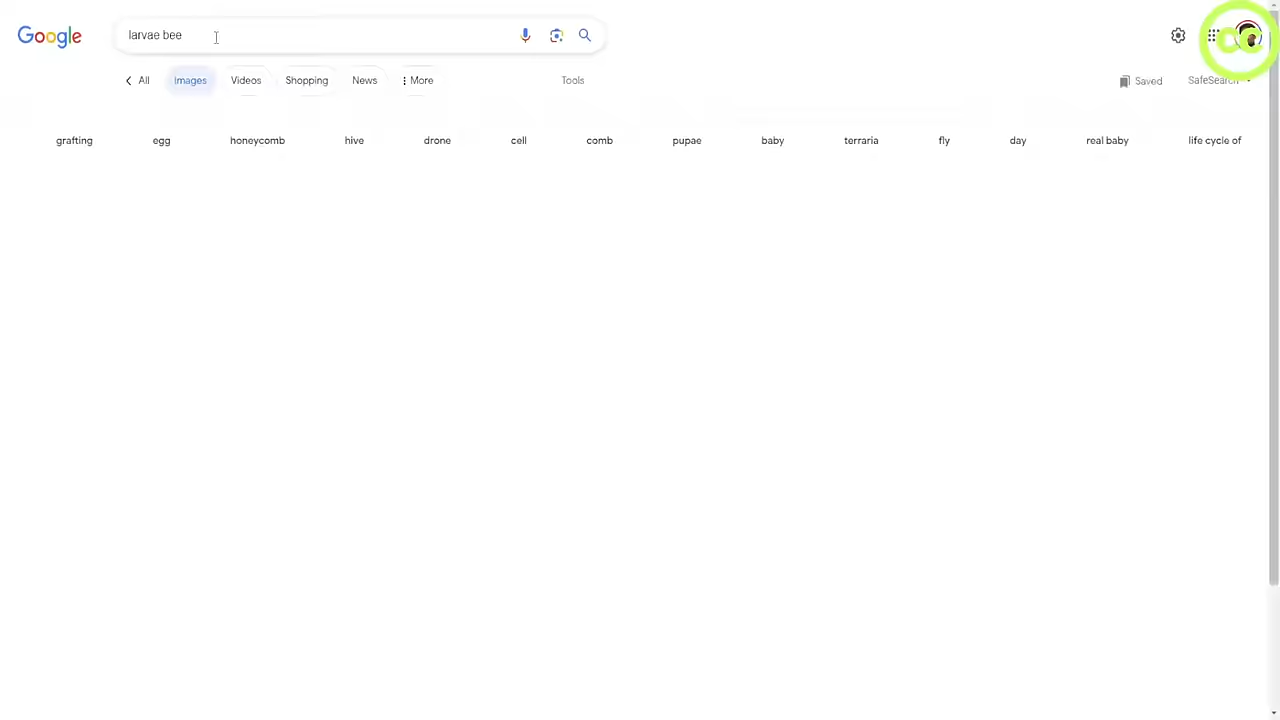 Google larvae bee
All Images Videos Shopping News More Tools Saved SafeSearch
grafting egg honeycomb hive drone cell comb pupae baby terraria fly day real baby life cycle of